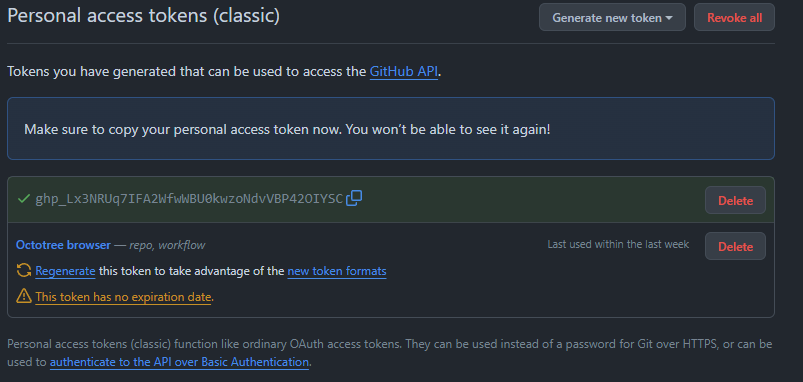 Personal access tokens (classic)
Generate new token
Revoke all
Tokens you have generated that can be used to access the GitHub API.
Make sure to copy your personal access token now. You won't be able to see it again!
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
Delete
Octotree browser — repo, workflow
Last used within the last week
Delete
Regenerate this token to take advantage of the new token formats
This token has no expiration date.
Personal access tokens (classic) function like ordinary OAuth access tokens. They can be used instead of a password for Git over HTTPS, or can be
used to authenticate to the API over Basic Authentication.